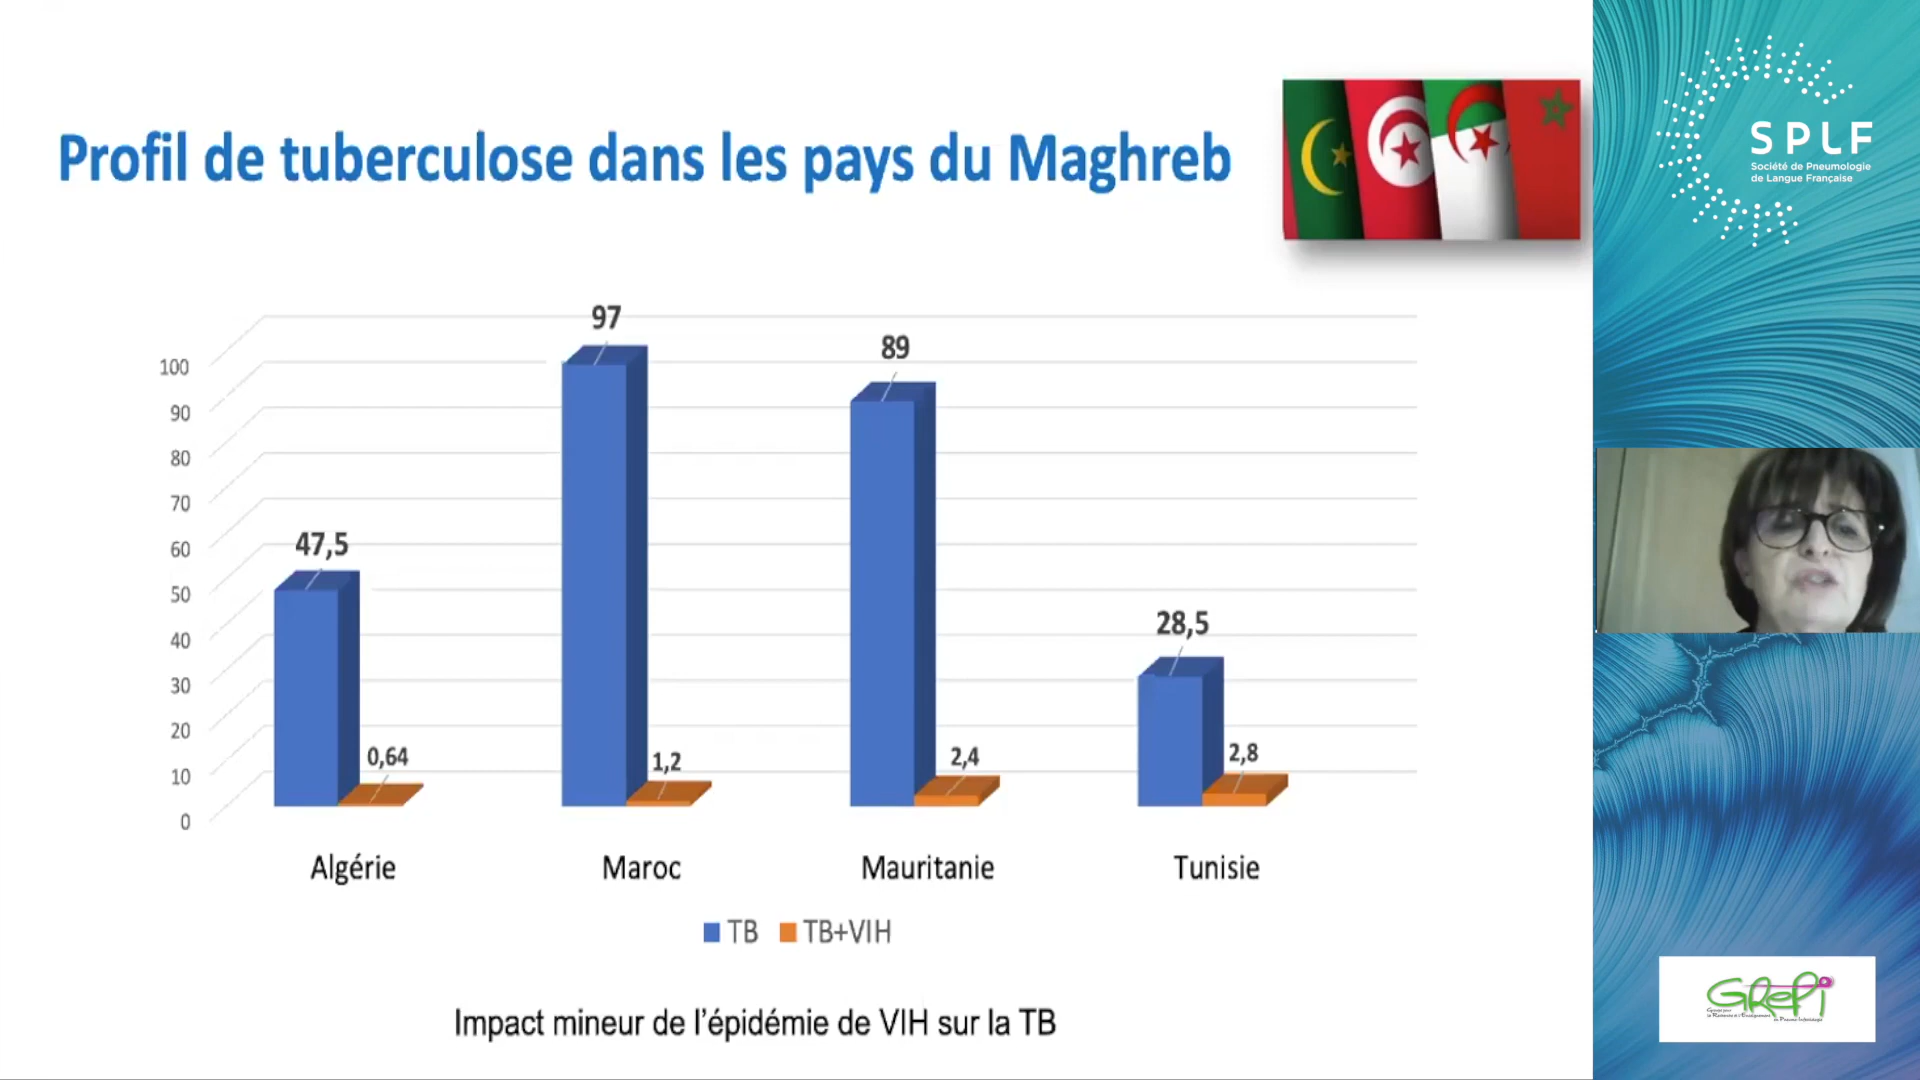 Profil de tuberculose dans les pays du Maghreb
SPLF
Société de Pneumologie
de Langue Française
97
89
47,5
28,5
0,64
1,2
2,4
2,8
100
90
80
70
60
50
40
30
20
10
0
Algérie
Maroc
Mauritanie
Tunisie
TB
TB+VIH
Impact mineur de l'épidémie de VIH sur la TB
GREPI